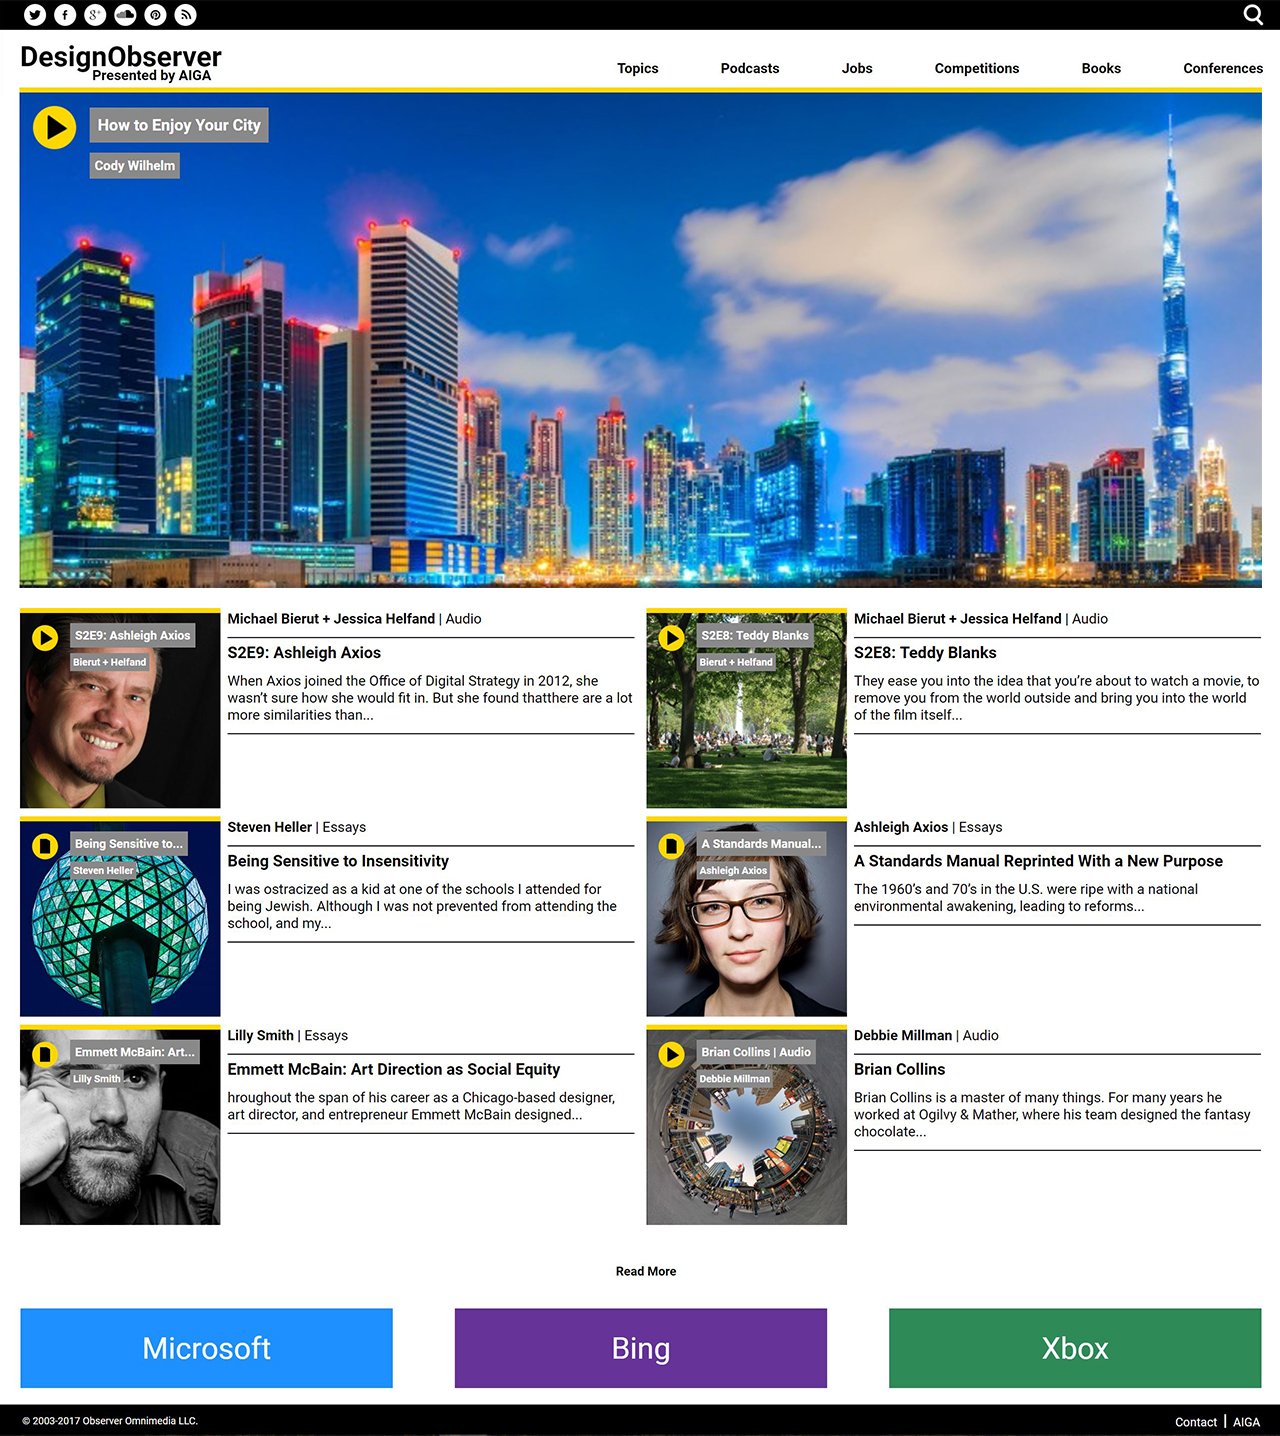 DesignObserver
Presented by AIGA
Topics
Podcasts
Jobs
Competitions
Books
Conferences
How to Enjoy Your City
Cody Wilhelm
S2E9: Ashleigh Axios
Bierut + Helfand
Michael Bierut + Jessica Helfand | Audio
S2E9: Ashleigh Axios
When Axios joined the Office of Digital Strategy in 2012, she
wasn’t sure how she would fit in. But she found thatthere are a lot
more similarities than...
S2E8: Teddy Blanks
Bierut + Helfand
Michael Bierut + Jessica Helfand | Audio
S2E8: Teddy Blanks
They ease you into the idea that you’re about to watch a movie, to
remove you from the world outside and bring you into the world
of the film itself...
Being Sensitive to...
Steven Heller
Steven Heller | Essays
Being Sensitive to Insensitivity
I was ostracized as a kid at one of the schools I attended for
being Jewish. Although I was not prevented from attending the
school, and my...
A Standards Manual...
Ashleigh Axios
Ashleigh Axios | Essays
A Standards Manual Reprinted With a New Purpose
The 1960’s and 70’s in the U.S. were ripe with a national
environmental awakening, leading to reforms...
Emmett McBain: Art...
Lilly Smith
Lilly Smith | Essays
Emmett McBain: Art Direction as Social Equity
hroughout the span of his career as a Chicago-based designer,
art director, and entrepreneur Emmett McBain designed...
Brian Collins | Audio
Debbie Millman
Debbie Millman | Audio
Brian Collins
Brian Collins is a master of many things. For many years he
worked at Ogilvy & Mather, where his team designed the fantasy
chocolate...
Read More
Microsoft
Bing
Xbox
© 2003-2017 Observer Omnimedia LLC.
Contact | AIGA